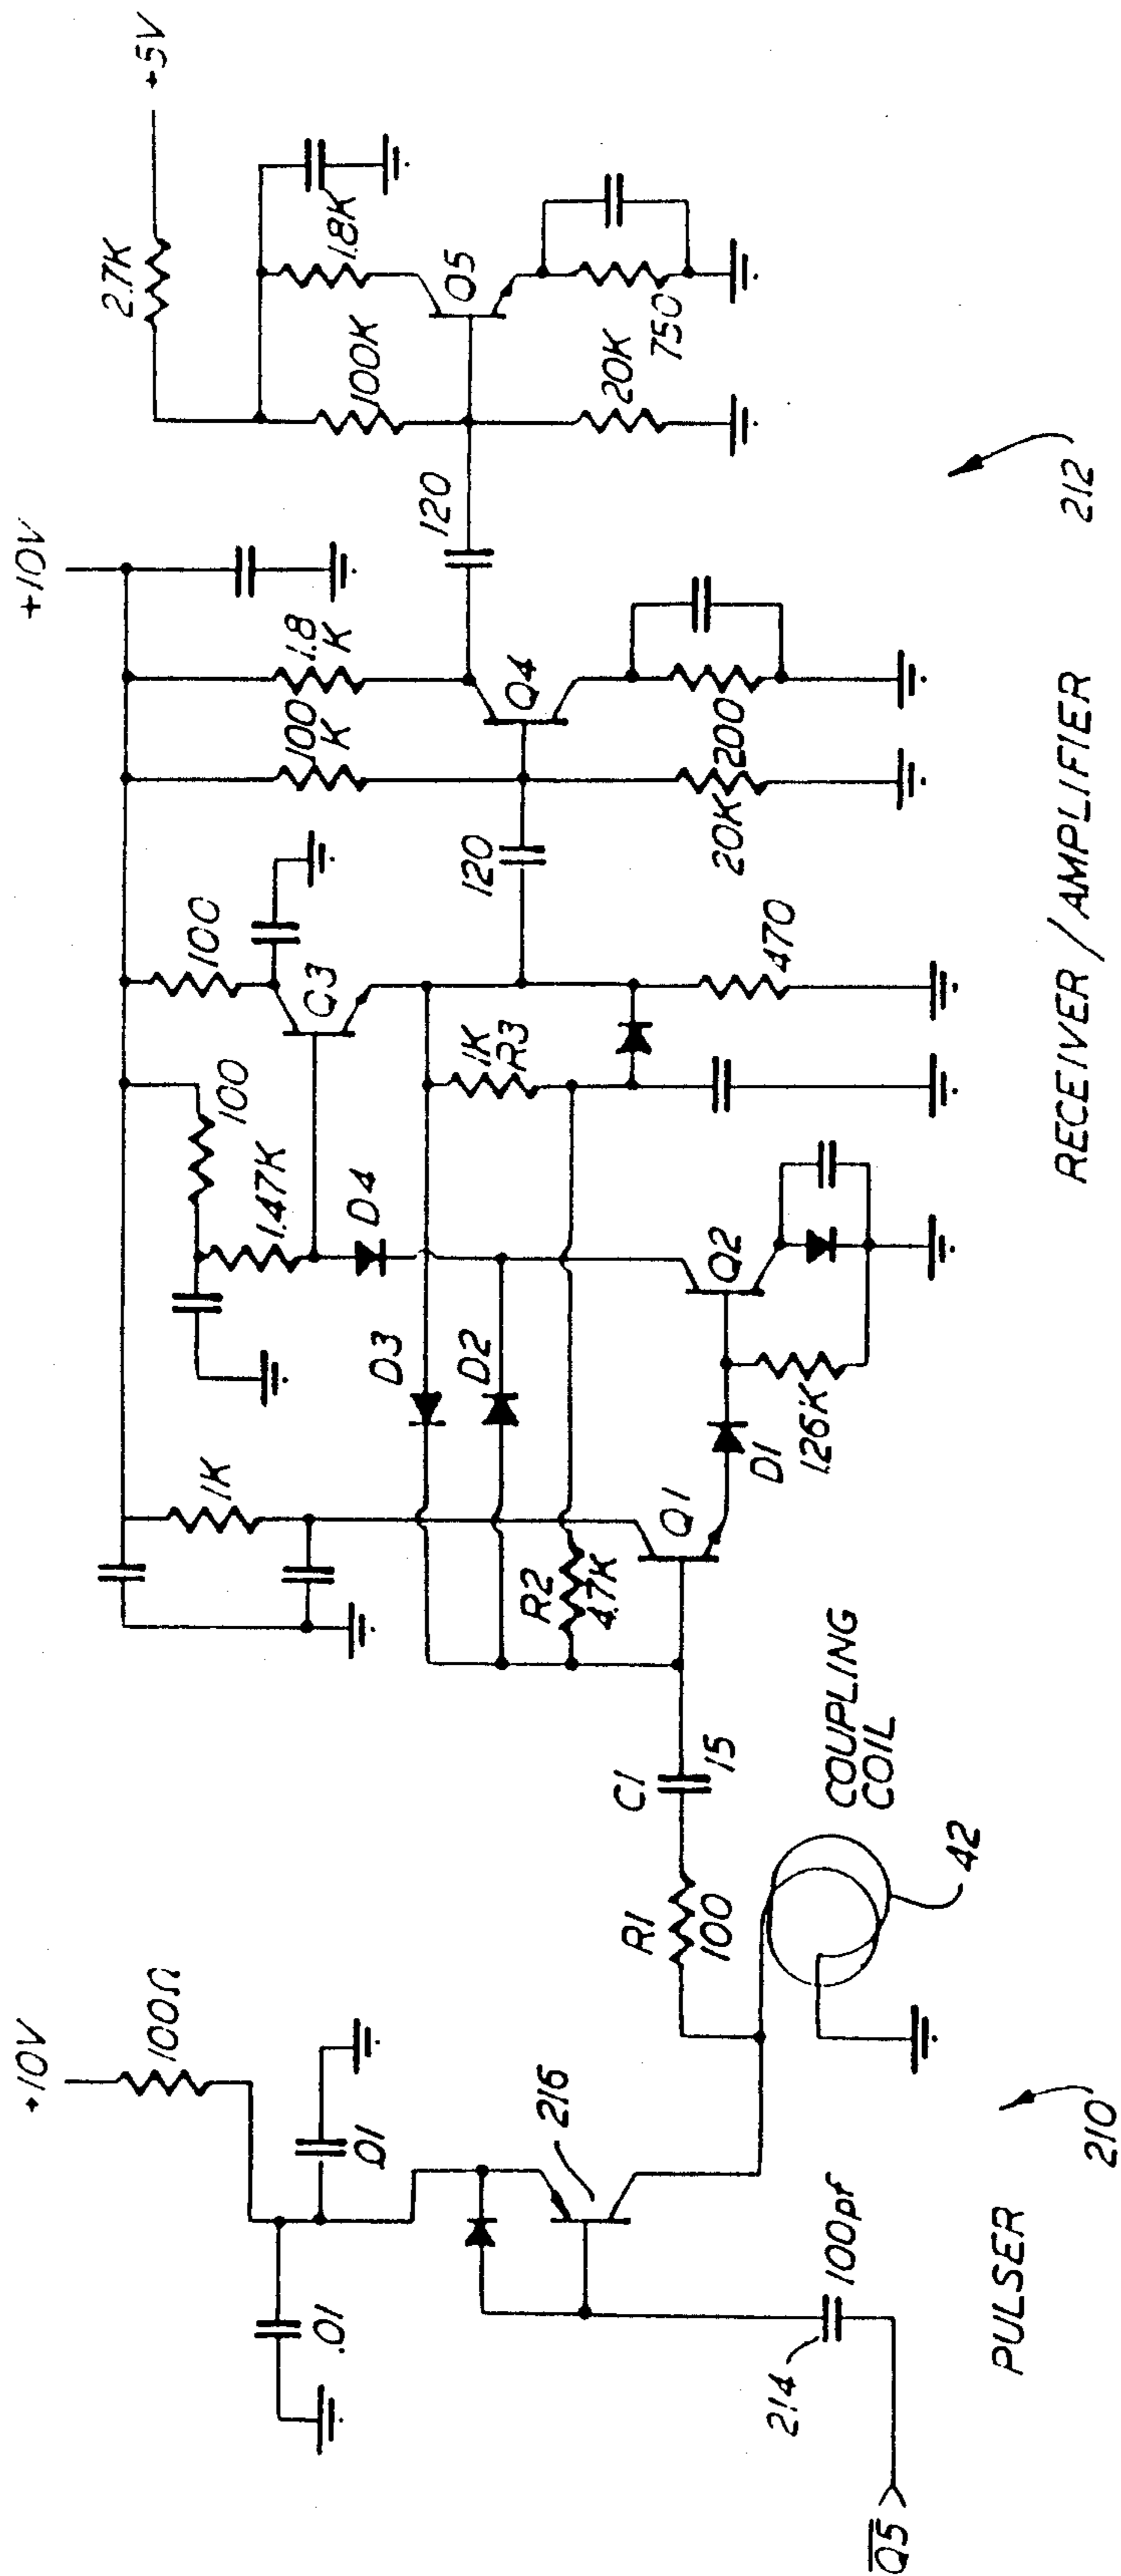 +10V
100Ω
.01
.01
216
214
100pf
Q5
PULSER
210
R1
100
C1
15
COUPLING
COIL
42
+10V
1K
R2
4.7K
Q1
D1
D3
D2
1.26K
100
1.47K
D4
Q2
100
Q3
1K
R3
470
120
100
K
1.8
K
Q4
20K
200
120
+5V
2.7K
100K
1.8K
Q5
20K
750
212
RECEIVER / AMPLIFIER